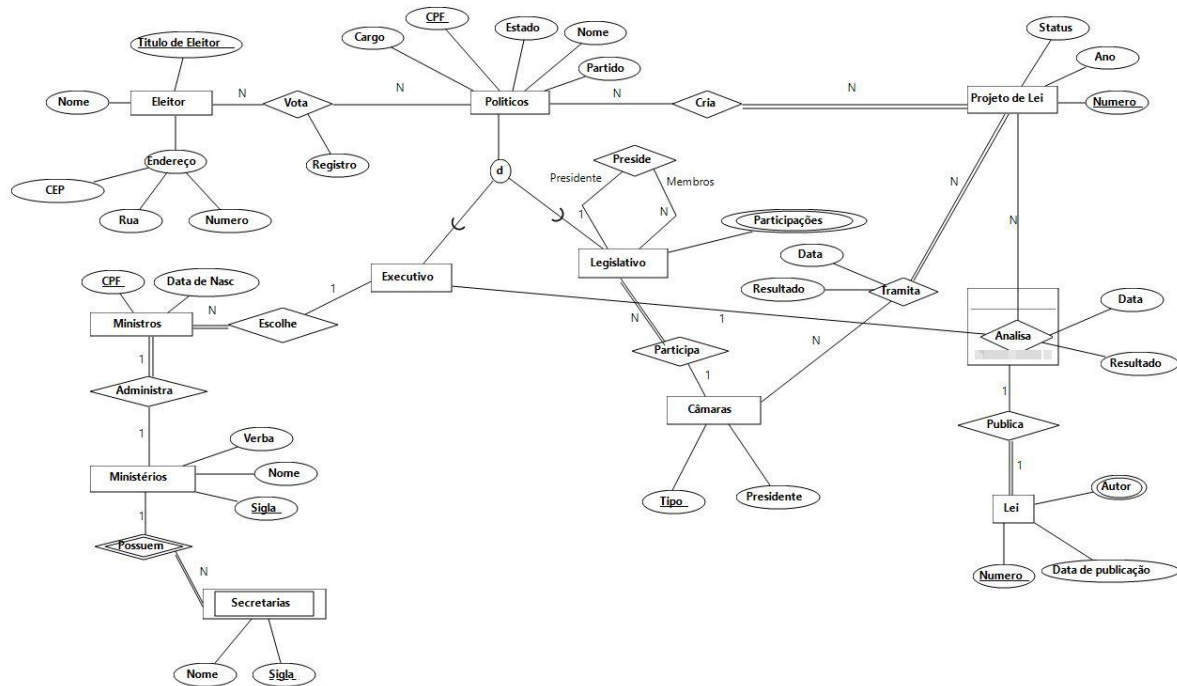 Status
CPF
Estado
Nome
Cargo
Ano
Titulo de Eleitor
Partido
N
N
N
N
Nome
Eleitor
Vota
Políticos
Cria
Projeto de Lei
Numero
Endereço
Registro
d
Preside
Presidente
Membros
N
CEP
1
N
N
Rua
Numero
Participações
Data
CPF
Data de Nasc
Executivo
Legislativo
Resultado
Tramita
Data
1
N
Ministros
Escolhe
N
1
N
Analisa
1
Participa
Resultado
Administra
1
1
Câmaras
Publica
1
Verba
1
Nome
Ministérios
Tipo
Presidente
Autor
Sigla
Lei
1
Possuem
Numero
Data de publicação
N
Secretarias
Nome
Sigla